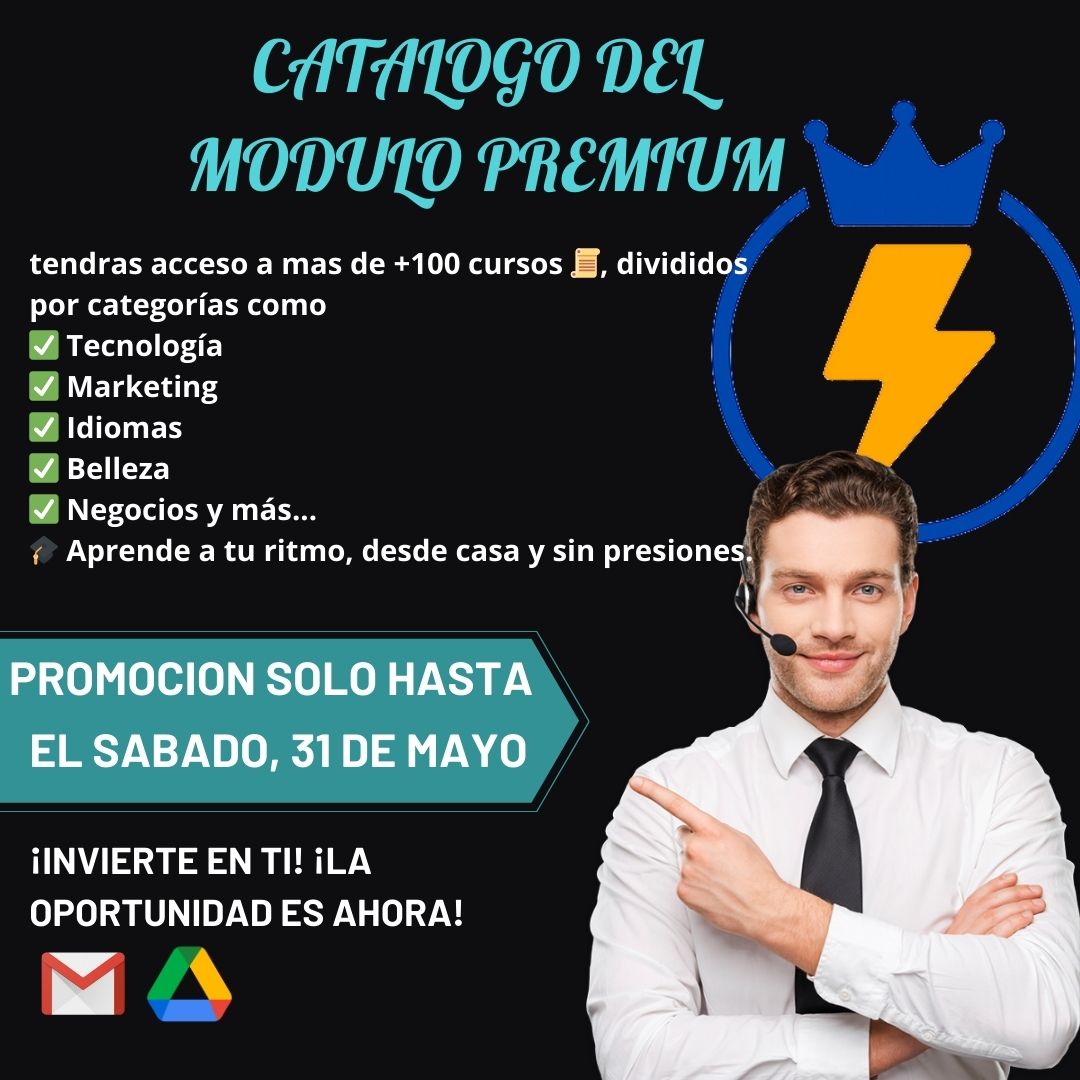 CATALOGO DEL
MODULO PREMIUM
tendras acceso a mas de +100 cursos 📜, divididos
por categorías como
✅ Tecnología
✅ Marketing
✅ Idiomas
✅ Belleza
✅ Negocios y más...
🎓 Aprende a tu ritmo, desde casa y sin presiones.
PROMOCION SOLO HASTA
EL SABADO, 31 DE MAYO
¡INVIERTE EN TI! ¡LA
OPORTUNIDAD ES AHORA!